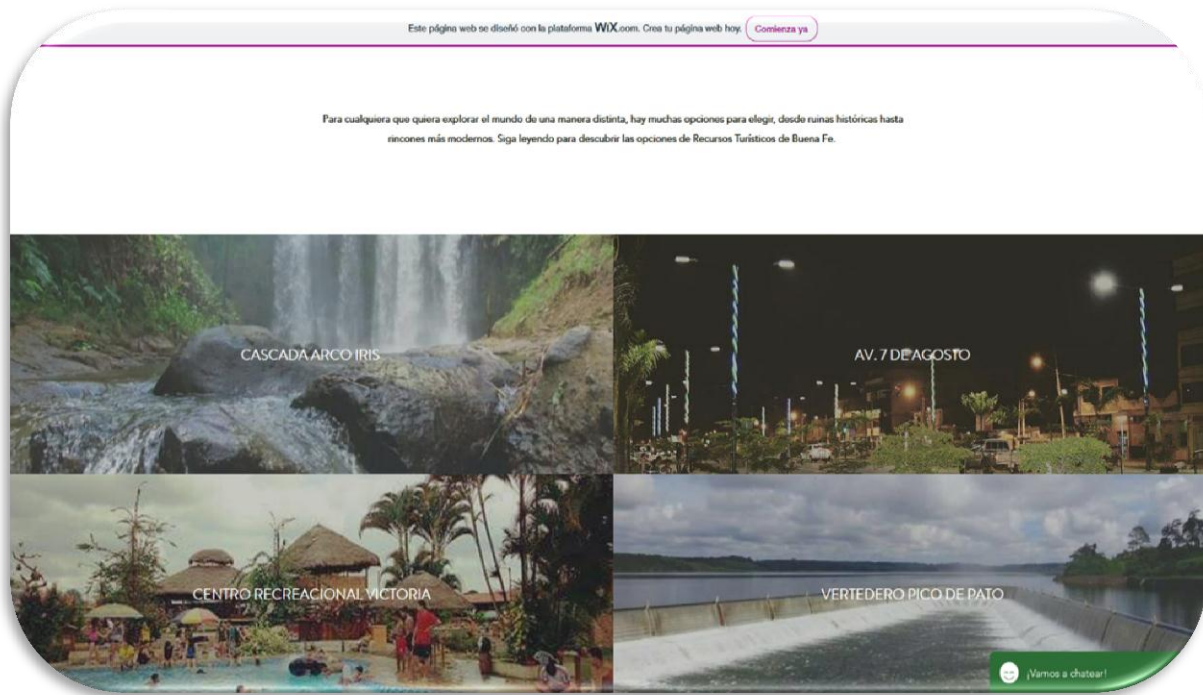 Este página web se diseñó con la plataforma WiX.com. Crea tu página web hoy. Comienza ya
Para cualquiera que quiera explorar el mundo de una manera distinta, hay muchas opciones para elegir, desde ruinas históricas hasta
rincones más modernos. Siga leyendo para descubrir las opciones de Recursos Turísticos de Buena Fe.
CASCADA ARCO IRIS
AV. 7 DE AGOSTO
CENTRO RECREACIONAL VICTORIA
VERTEDERO PICO DE PATO
¡Vamos a chatear!